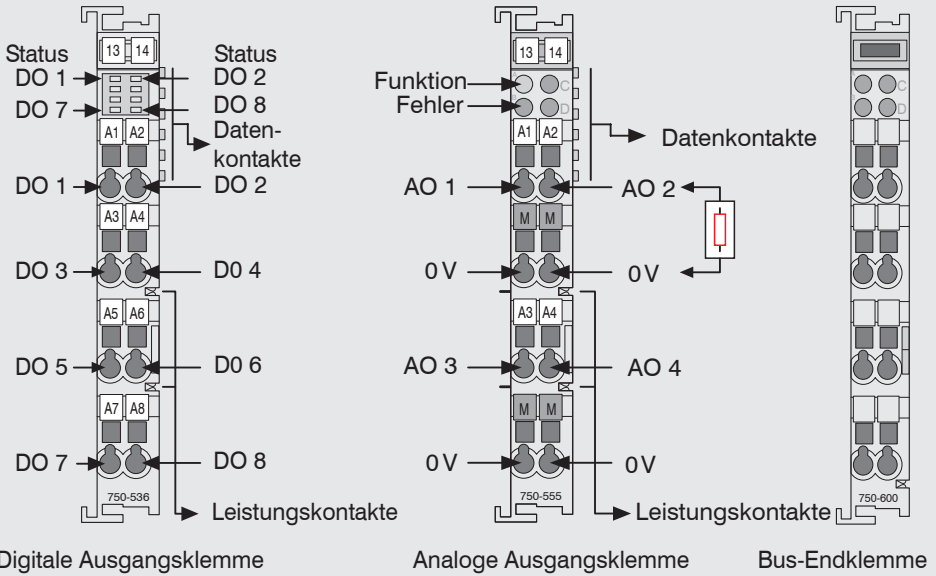 13 14
Status Status
DO 1 DO 2
DO 7 DO 8
A1 A2
Daten-
kontakte
DO 1 DO 2
A3 A4
DO 3 D0 4
A5 A6
DO 5 D0 6
A7 A8
DO 7 DO 8
750-536
Leistungskontakte
Digitale Ausgangsklemme
13 14
Funktion
C
Fehler
D
A1 A2
Datenkontakte
AO 1 AO 2
M M
0 V 0 V
A3 A4
AO 3 AO 4
M M
0 V 0 V
750-555
Leistungskontakte
Analoge Ausgangsklemme
C
D
750-600
Bus-Endklemme